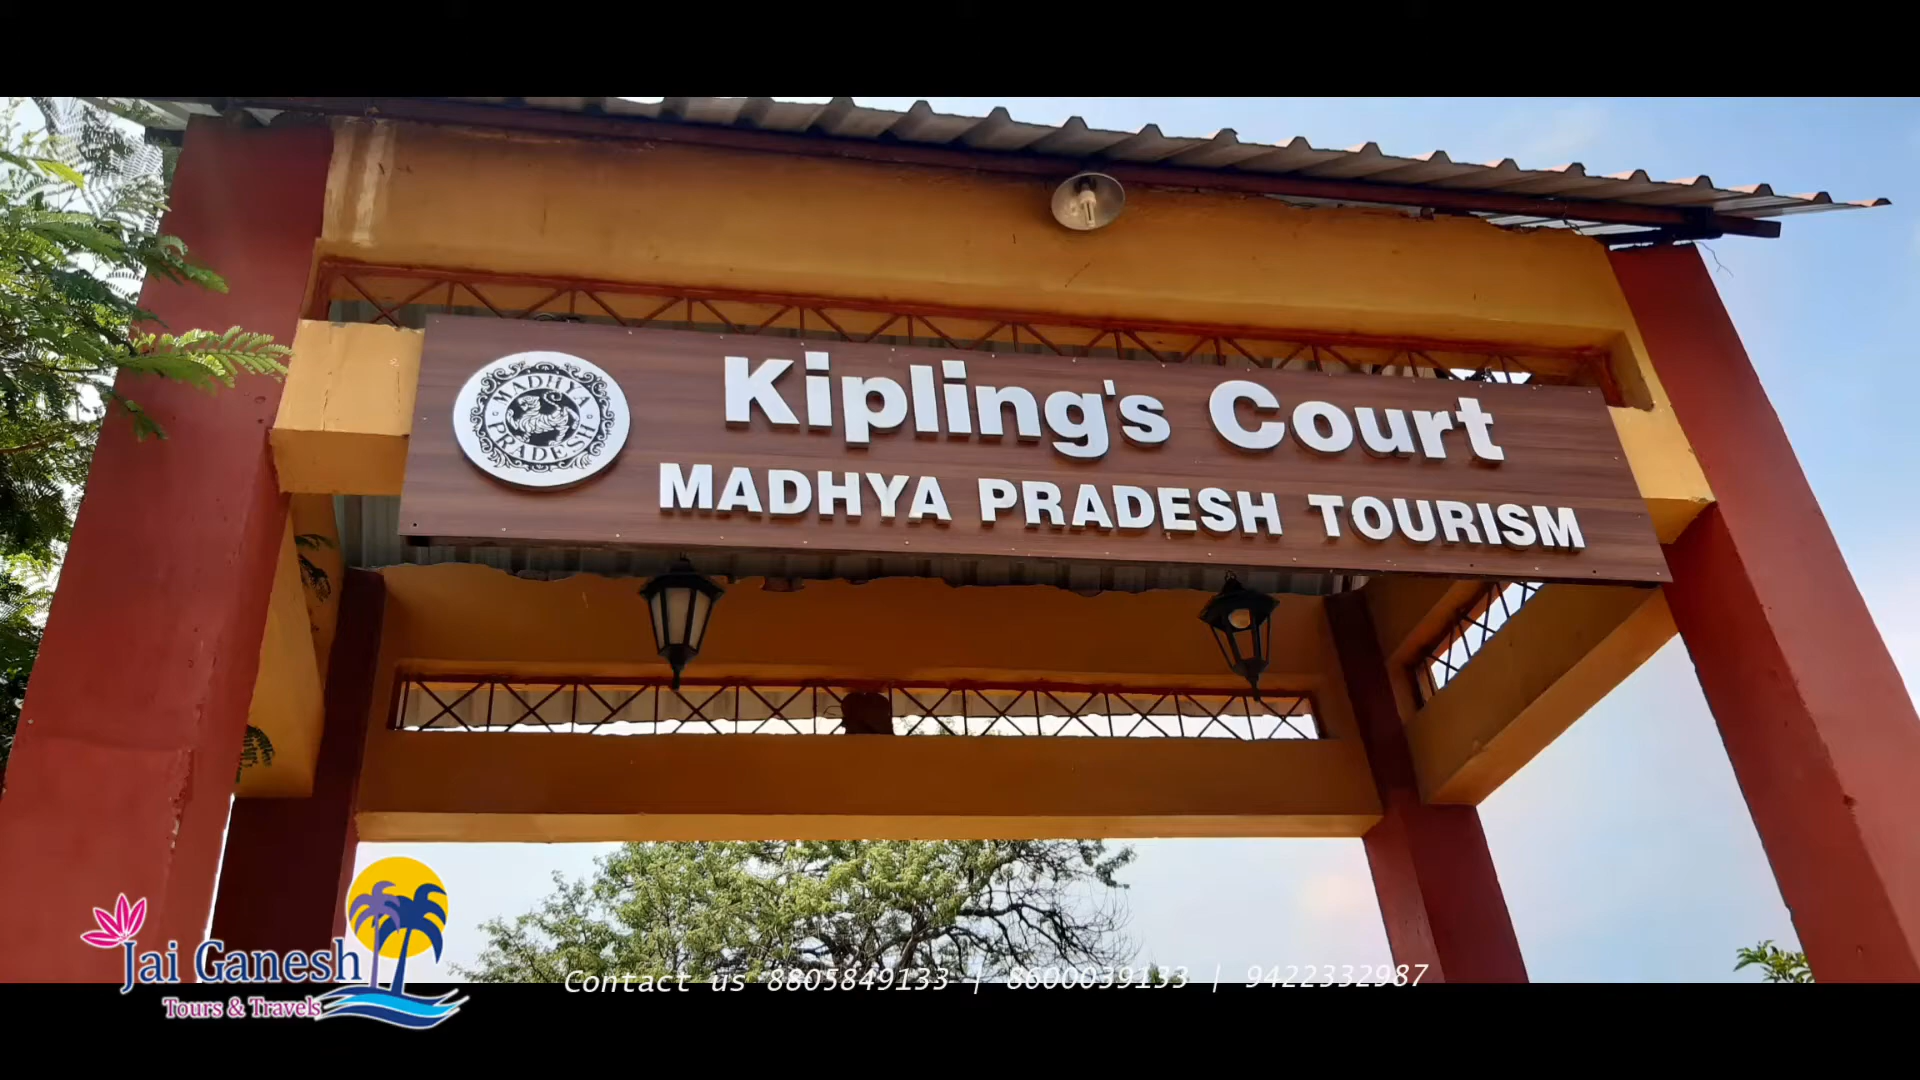 Kipling's Court
MADHYA PRADESH
MADHYA PRADESH TOURISM
Jai Ganesh
Tours & Travels
Contact us 8805849133 | 8600039133 | 9422332987